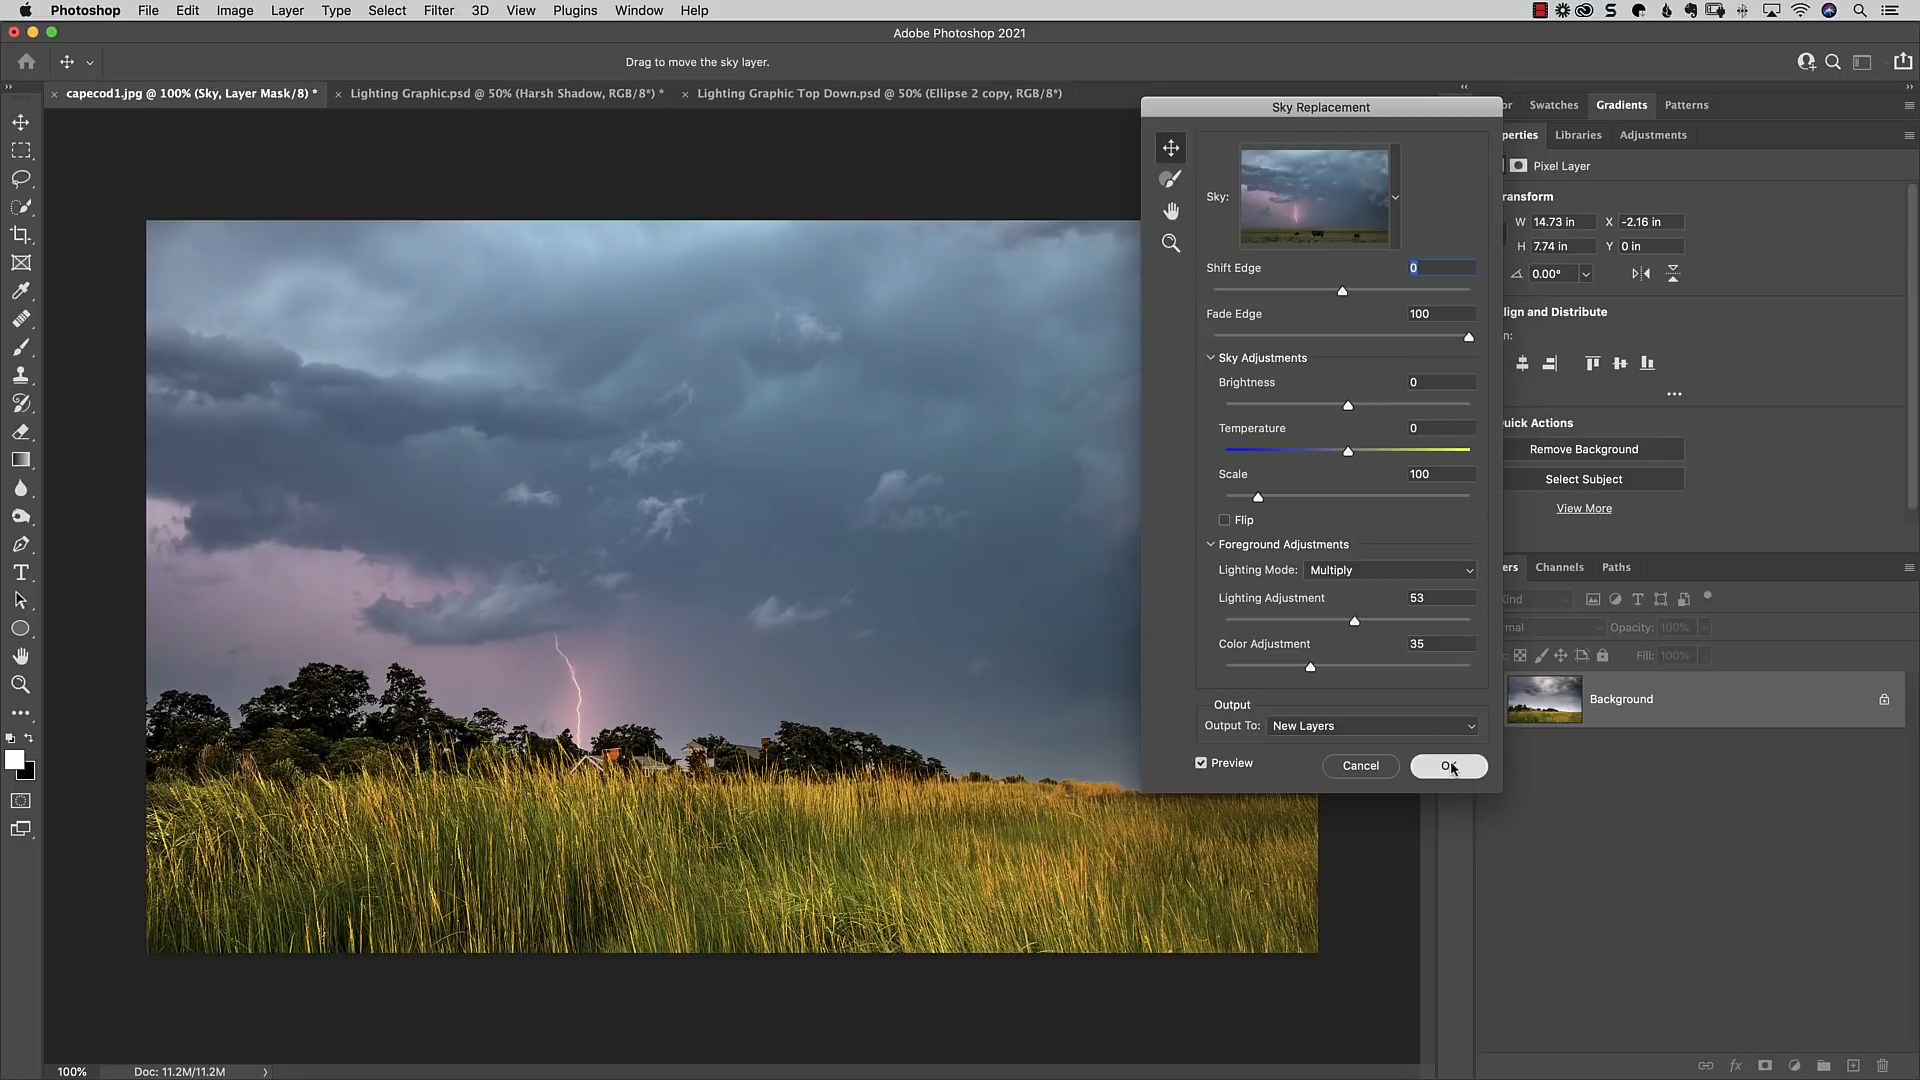 Photoshop File Edit Image Layer Type Select Filter 3D View Plugins Window Help
Adobe Photoshop 2021
Drag to move the sky layer.
capecod1.jpg @ 100% (Sky, Layer Mask/8) *
Lighting Graphic.psd @ 50% (Harsh Shadow, RGB/8*) *
Lighting Graphic Top Down.psd @ 50% (Ellipse 2 copy, RGB/8*)
Sky Replacement
Sky:
Shift Edge 0
Fade Edge 100
Sky Adjustments
Brightness 0
Temperature 0
Scale 100
Flip
Foreground Adjustments
Lighting Mode: Multiply
Lighting Adjustment 53
Color Adjustment 35
Output
Output To: New Layers
Preview Cancel
or Swatches Gradients Patterns
perties Libraries Adjustments
Pixel Layer
ransform
W 14.73 in X -2.16 in
H 7.74 in Y 0 in
0.00°
lign and Distribute
n:
uick Actions
Remove Background
Select Subject
View More
ers Channels Paths
Kind
rmal Opacity: 100%
Fill: 100%
Background
100% Doc: 11.2M/11.2M